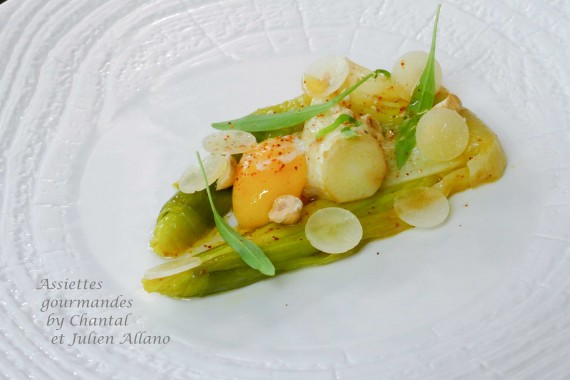 Assiettes
gourmandes
by Chantal
et Julien Allano